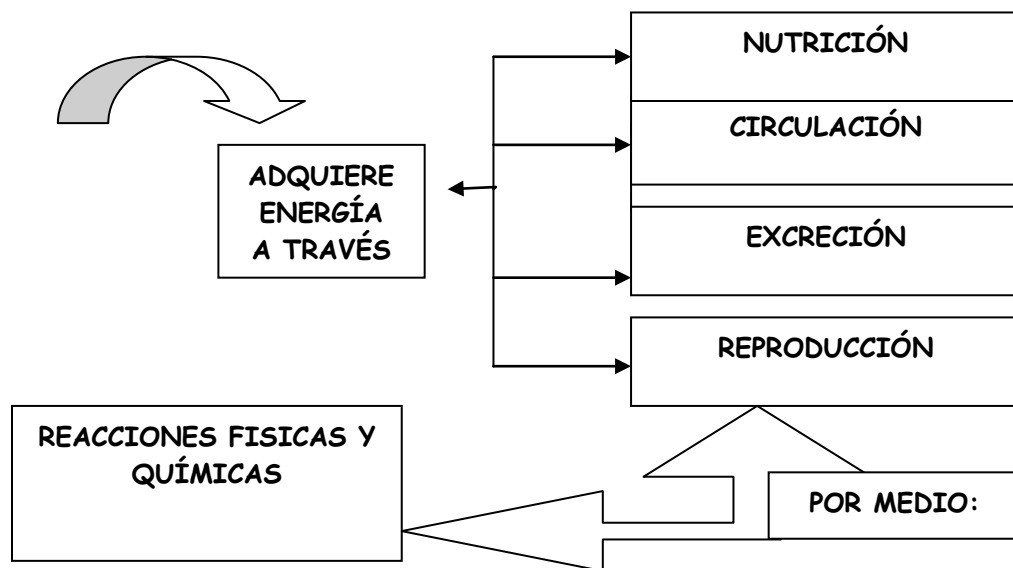 NUTRICIÓN
CIRCULACIÓN
ADQUIERE
ENERGÍA
A TRAVÉS
EXCRECIÓN
REPRODUCCIÓN
REACCIONES FISICAS Y
QUÍMICAS
POR MEDIO: